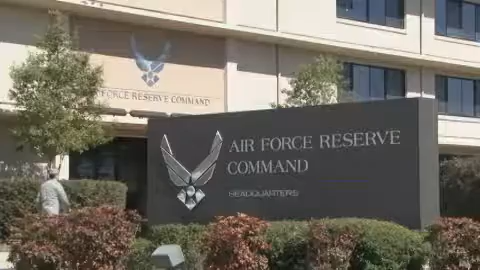 FORCE RESERVE COMMAND
AIR FORCE RESERVE
COMMAND
HEADQUARTERS